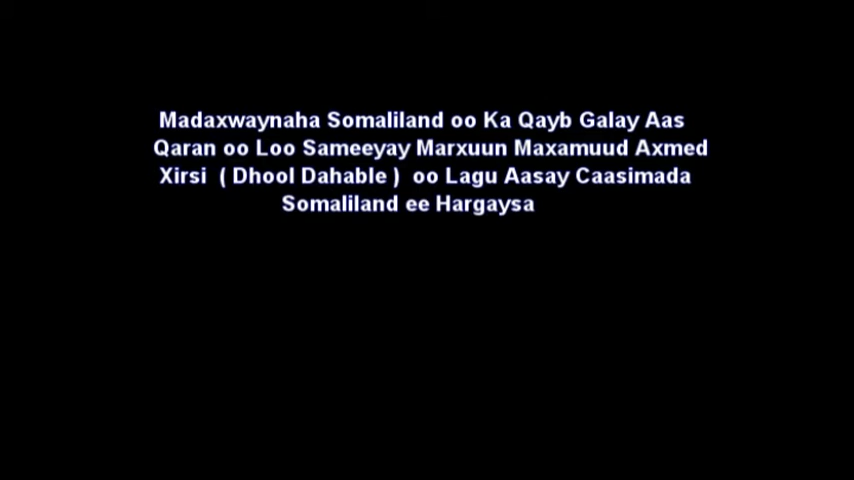 Madaxwaynaha Somaliland oo Ka Qayb Galay Aas
Qaran oo Loo Sameeyay Marxuun Maxamuud Axmed
Xirsi ( Dhool Dahable ) oo Lagu Aasay Caasimada
Somaliland ee Hargaysa